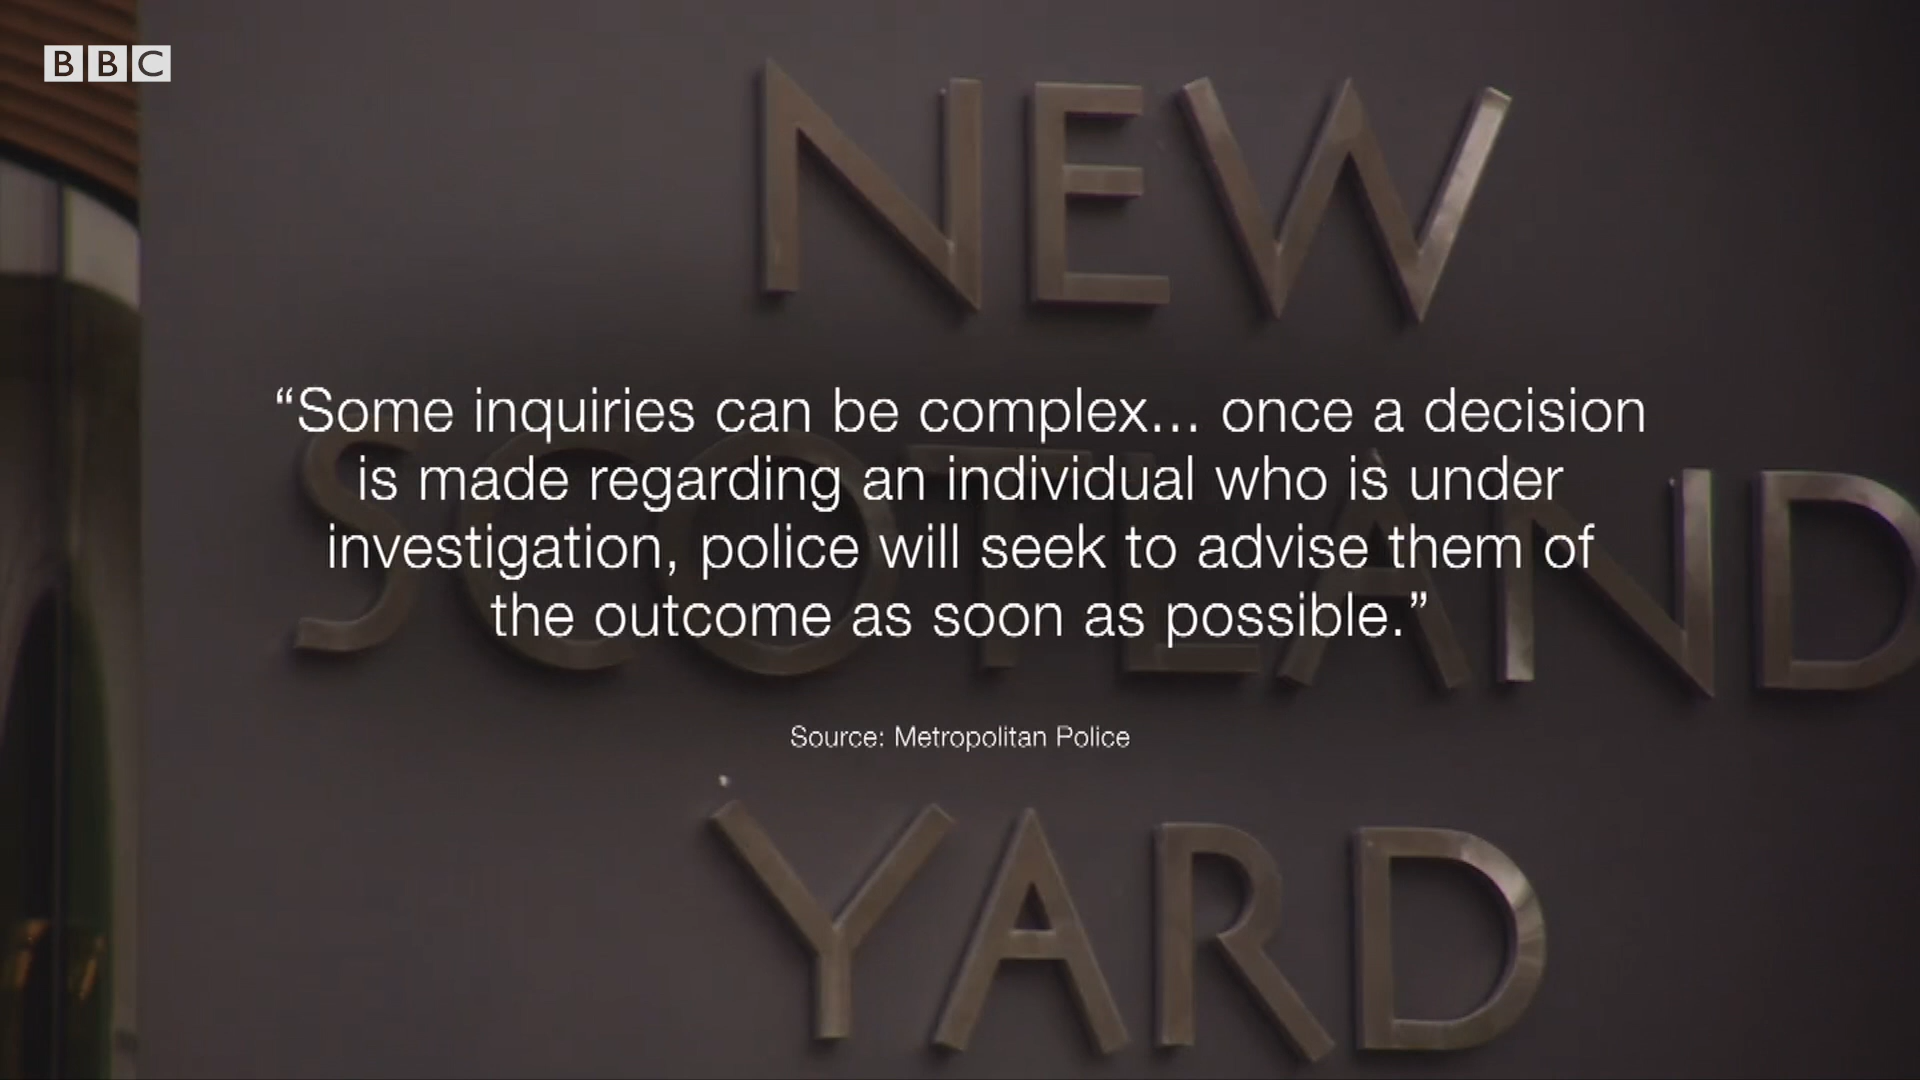 BBC
NEW
“Some inquiries can be complex... once a decision
is made regarding an individual who is under
investigation, police will seek to advise them of
the outcome as soon as possible.”
SCOTLAND
Source: Metropolitan Police
YARD